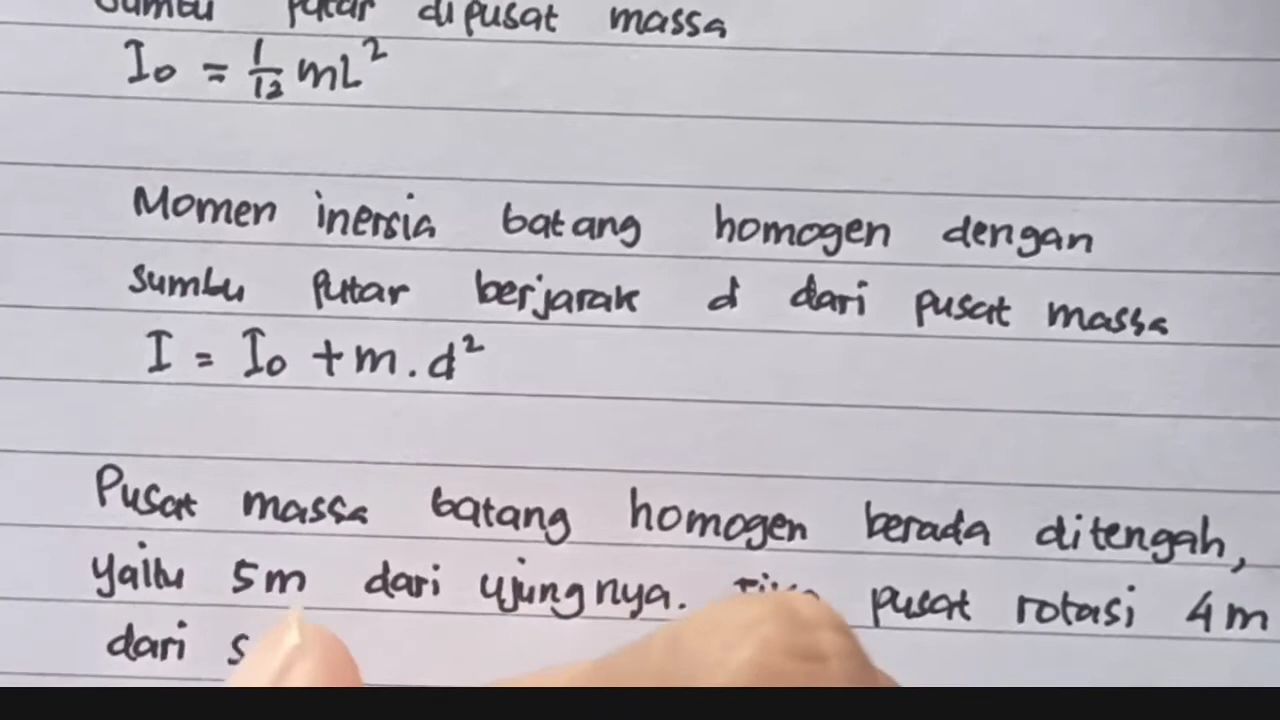 Sumbu putar dipusat massa
I₀ = 1/12 mL²
Momen inersia batang homogen dengan
sumbu putar berjarak d dari pusat massa
I = I₀ + m.d²
Pusat massa batang homogen berada ditengah,
yaitu 5m dari ujungnya. pusat rotasi 4m
dari